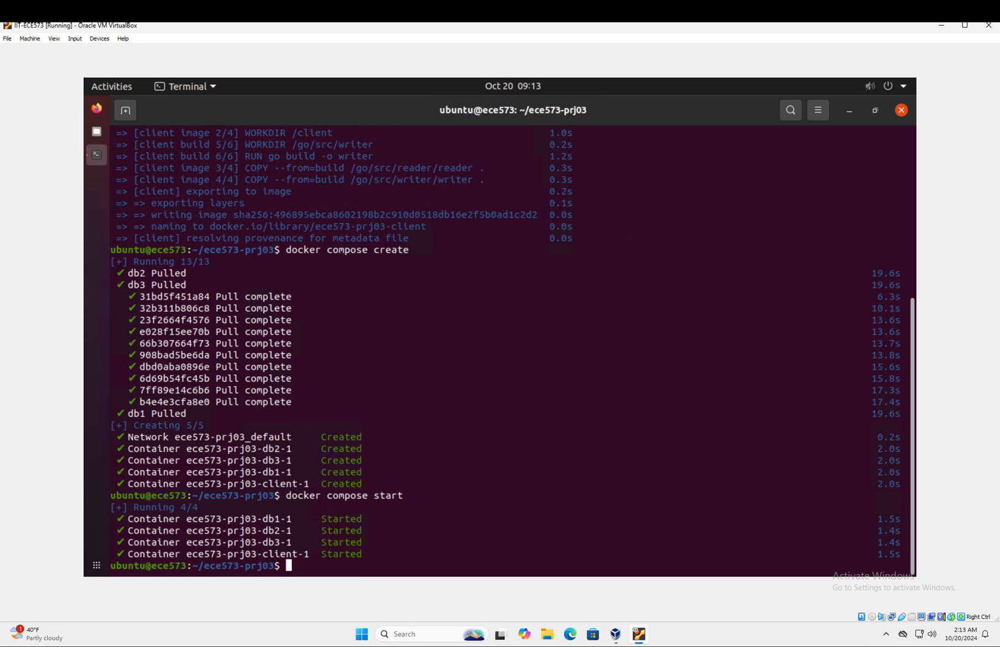 IIT-ECE573 [Running] - Oracle VM VirtualBox
File Machine View Input Devices Help
Activities Terminal Oct 20 09:13
ubuntu@ece573: ~/ece573-prj03
=> [client image 2/4] WORKDIR /client 1.0s
=> [client build 5/6] WORKDIR /go/src/writer 0.2s
=> [client build 6/6] RUN go build -o writer 1.2s
=> [client image 3/4] COPY --from=build /go/src/reader/reader . 0.3s
=> [client image 4/4] COPY --from=build /go/src/writer/writer . 0.3s
=> [client] exporting to image 0.2s
=> => exporting layers 0.1s
=> => writing image sha256:496895ebca8602198b2c910d0518db16e2f5b0ad1c2d2 0.0s
=> => naming to docker.io/library/ece573-prj03-client 0.0s
=> [client] resolving provenance for metadata file 0.0s
ubuntu@ece573:~/ece573-prj03$ docker compose create
[+] Running 13/13
✔ db2 Pulled 19.6s
✔ db3 Pulled 19.6s
✔ 31bd5f451a84 Pull complete 6.3s
✔ 32b311b806c8 Pull complete 10.1s
✔ 23f2664f4576 Pull complete 13.6s
✔ e028f15ee70b Pull complete 13.6s
✔ 66b307664f73 Pull complete 13.7s
✔ 908bad5be6da Pull complete 13.8s
✔ dbd0aba0896e Pull complete 15.6s
✔ 6d69b54fc45b Pull complete 15.8s
✔ 7ff89e14c6b6 Pull complete 17.3s
✔ b4e4e3cfa8e0 Pull complete 17.4s
✔ db1 Pulled 19.6s
[+] Creating 5/5
✔ Network ece573-prj03_default Created 0.2s
✔ Container ece573-prj03-db2-1 Created 2.0s
✔ Container ece573-prj03-db3-1 Created 2.0s
✔ Container ece573-prj03-db1-1 Created 2.0s
✔ Container ece573-prj03-client-1 Created 2.0s
ubuntu@ece573:~/ece573-prj03$ docker compose start
[+] Running 4/4
✔ Container ece573-prj03-db1-1 Started 1.5s
✔ Container ece573-prj03-db2-1 Started 1.4s
✔ Container ece573-prj03-db3-1 Started 1.4s
✔ Container ece573-prj03-client-1 Started 1.5s
ubuntu@ece573:~/ece573-prj03$
Activate Windows
Go to Settings to activate Windows.
Right Ctrl
1
40°F
Partly cloudy
Search
2:13 AM
10/20/2024